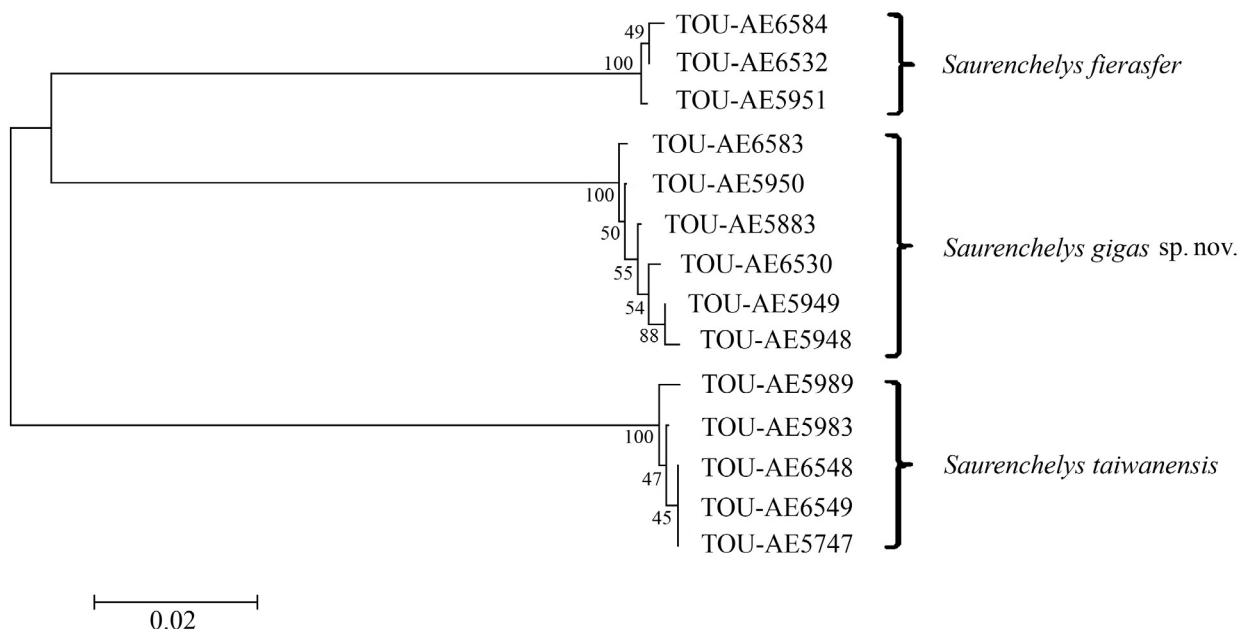 49
TOU-AE6584
100
TOU-AE6532
TOU-AE5951
Saurenchelys fierasfer
TOU-AE6583
100
TOU-AE5950
50
TOU-AE5883
55
TOU-AE6530
54
TOU-AE5949
88
TOU-AE5948
Saurenchelys gigas sp. nov.
TOU-AE5989
100
TOU-AE5983
47
TOU-AE6548
45
TOU-AE6549
TOU-AE5747
Saurenchelys taiwanensis
0.02